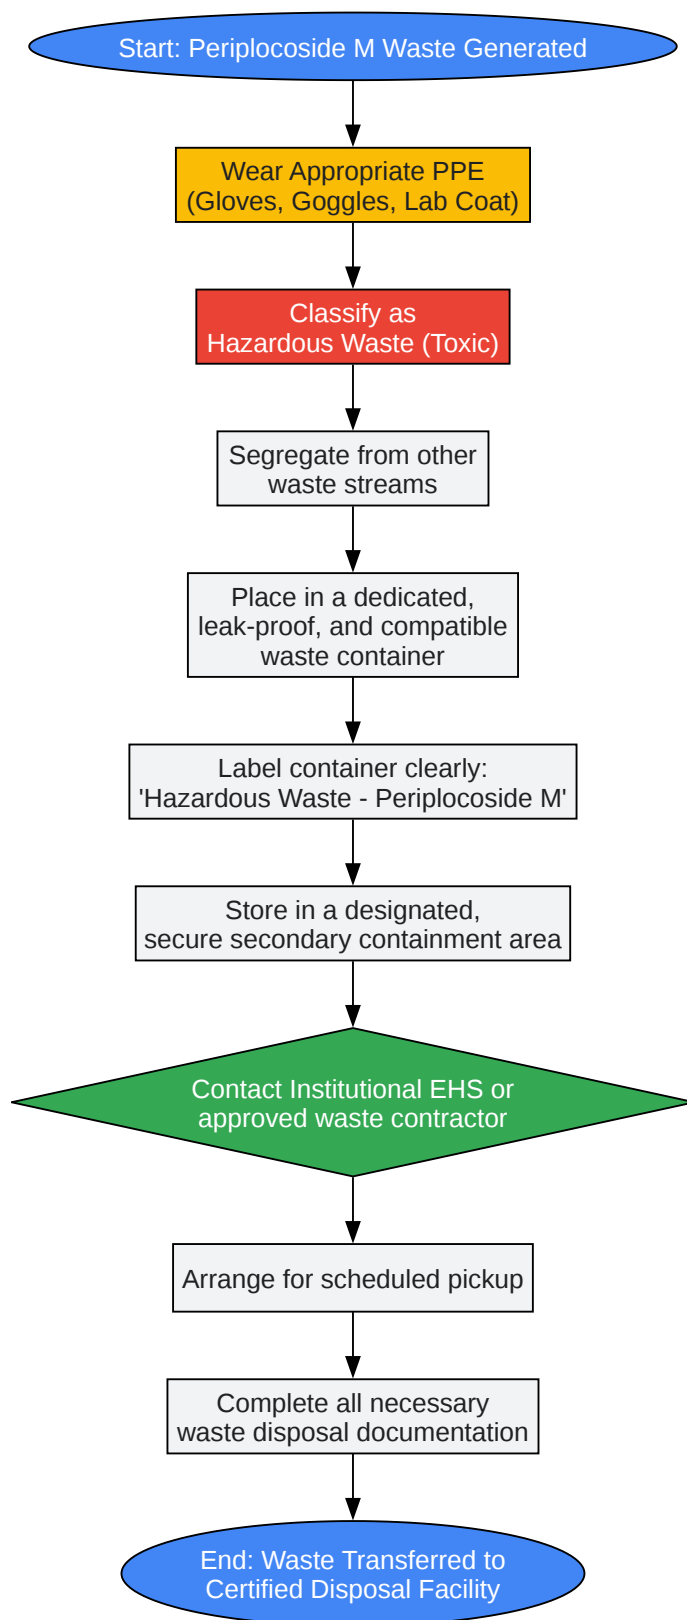 Start: Periplocoside M Waste Generated
Wear Appropriate PPE
(Gloves, Goggles, Lab Coat)
Classify as
Hazardous Waste (Toxic)
Segregate from other
waste streams
Place in a dedicated,
leak-proof, and compatible
waste container
Label container clearly:
'Hazardous Waste - Periplocoside M'
Store in a designated,
secure secondary containment area
Contact Institutional EHS or
approved waste contractor
Arrange for scheduled pickup
Complete all necessary
waste disposal documentation
End: Waste Transferred to
Certified Disposal Facility